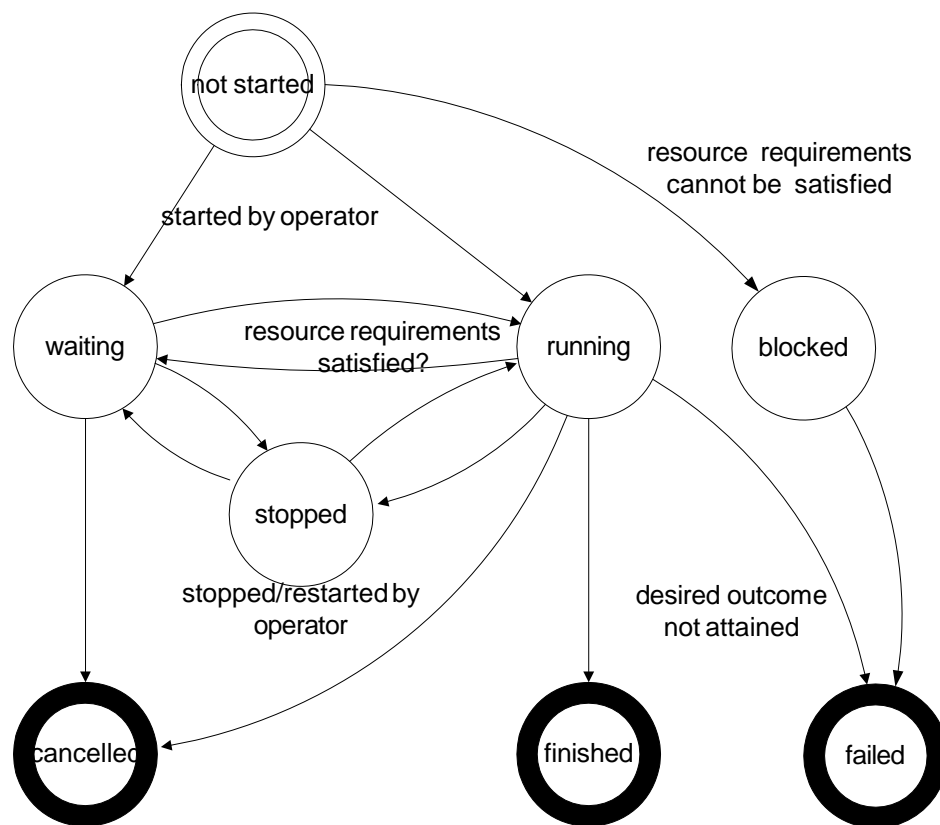 not started
resource requirements
cannot be satisfied
started by operator
waiting
resource requirements
satisfied?
running
blocked
stopped
stopped/restarted by
operator
desired outcome
not attained
cancelled
finished
failed